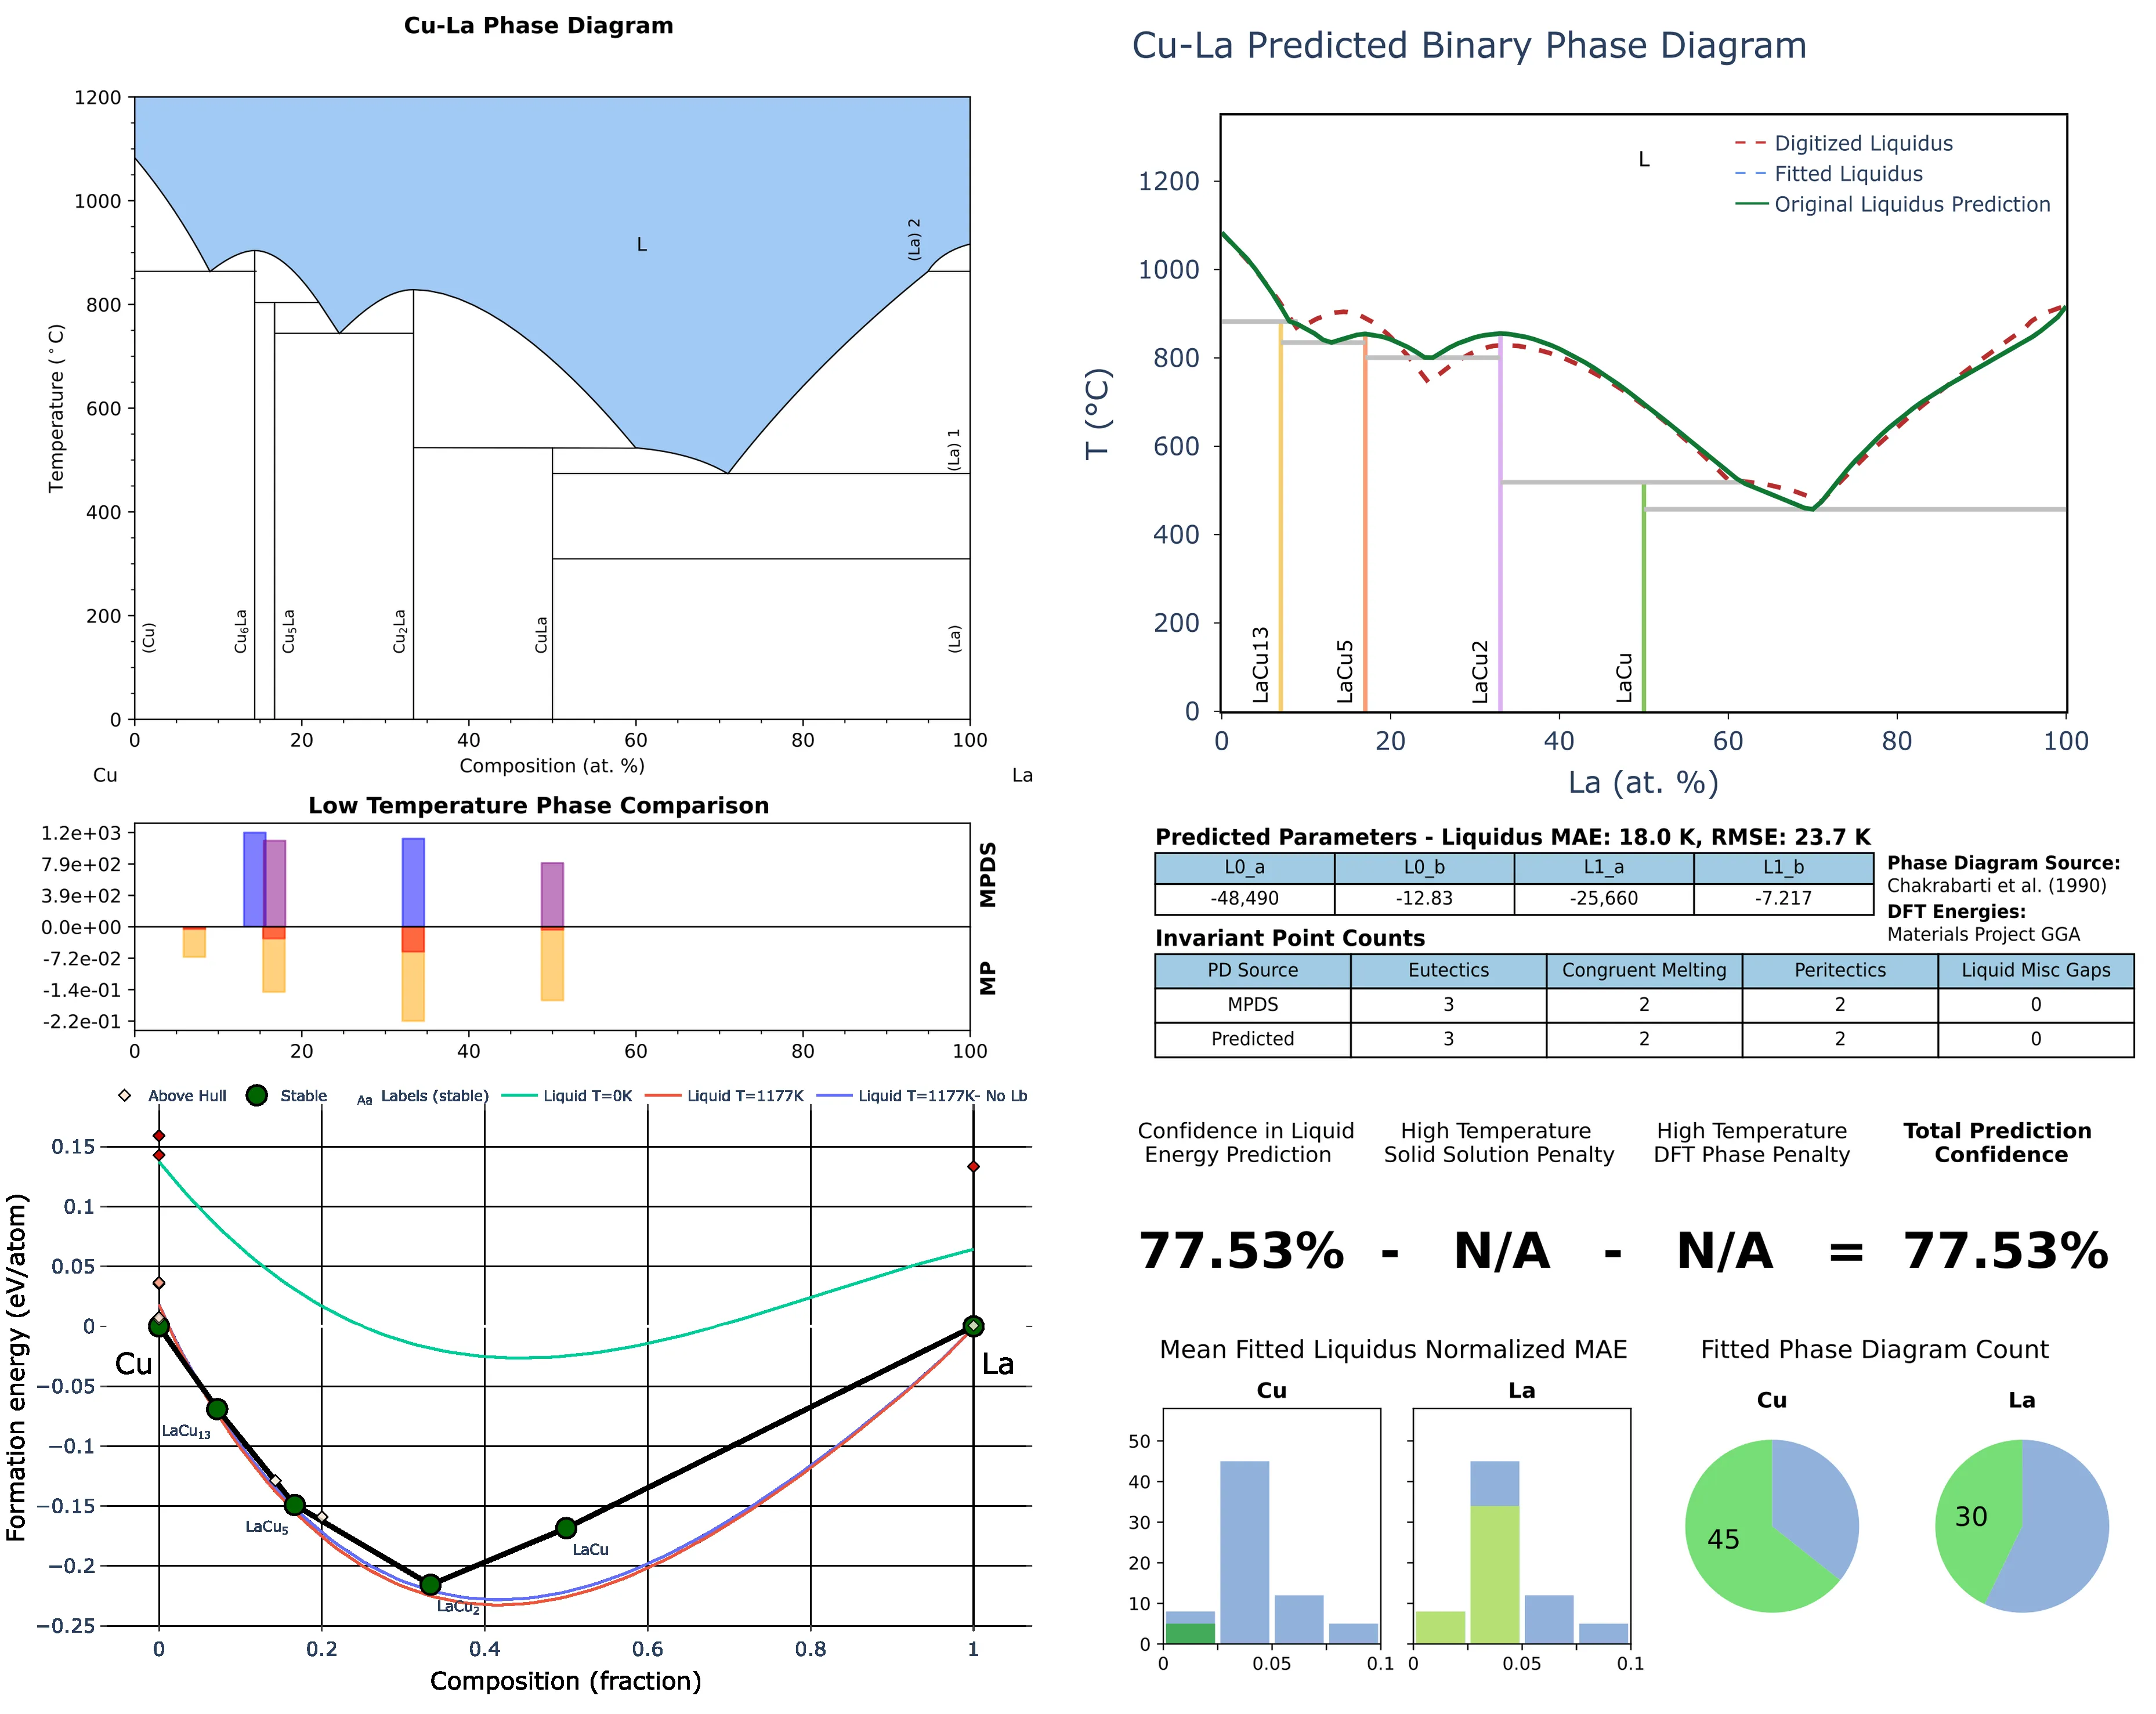 Cu-La Phase Diagram
1200
1000
800
600
400
200
0
Temperature (°C)
L
(La) 2
(La) 1
(Cu)
Cu6La
Cu5La
Cu2La
CuLa
(La)
0 20 40 60 80 100
Composition (at. %)
Cu La
Low Temperature Phase Comparison
1.2e+03
7.9e+02
3.9e+02
0.0e+00
-7.2e-02
-1.4e-01
-2.2e-01
MPDS
MP
0 20 40 60 80 100
Above Hull Stable Aa Labels (stable) Liquid T=0K Liquid T=1177K Liquid T=1177K- No Lb
0.15
0.1
0.05
0
−0.05
−0.1
−0.15
−0.2
−0.25
Formation energy (eV/atom)
Cu
La
LaCu13
LaCu5
LaCu2
LaCu
0 0.2 0.4 0.6 0.8 1
Composition (fraction)
Cu-La Predicted Binary Phase Diagram
L
Digitized Liquidus
Fitted Liquidus
Original Liquidus Prediction
1200
1000
800
600
400
200
0
T (°C)
LaCu13
LaCu5
LaCu2
LaCu
0 20 40 60 80 100
La (at. %)
Predicted Parameters - Liquidus MAE: 18.0 K, RMSE: 23.7 K
L0_a L0_b L1_a L1_b
-48,490 -12.83 -25,660 -7.217
Phase Diagram Source:
Chakrabarti et al. (1990)
DFT Energies:
Materials Project GGA
Invariant Point Counts
PD Source Eutectics Congruent Melting Peritectics Liquid Misc Gaps
MPDS 3 2 2 0
Predicted 3 2 2 0
Confidence in Liquid
Energy Prediction
High Temperature
Solid Solution Penalty
High Temperature
DFT Phase Penalty
Total Prediction
Confidence
77.53% - N/A - N/A = 77.53%
Mean Fitted Liquidus Normalized MAE
Cu La
50
40
30
20
10
0
0 0.05 0.1
0 0.05 0.1
Fitted Phase Diagram Count
Cu La
45 30